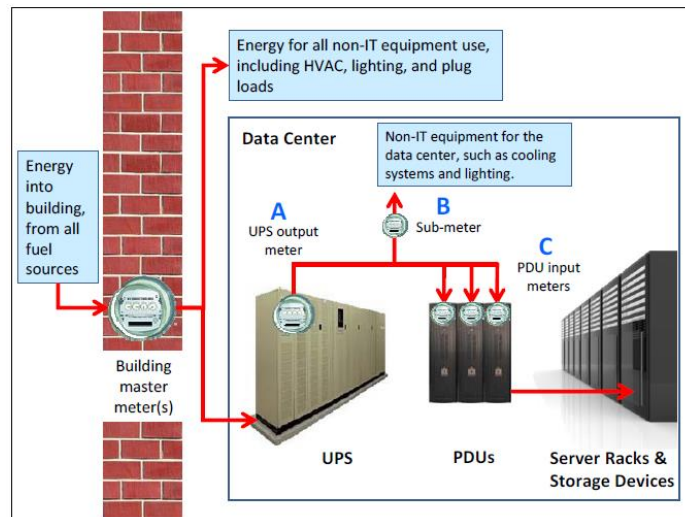 Energy for all non-IT equipment use,
including HVAC, lighting, and plug
loads
Energy
into
building,
from all
fuel
sources
Building
master
meter(s)
Data Center
Non-IT equipment for the
data center, such as cooling
systems and lighting.
A
UPS output
meter
B
Sub-meter
C
PDU input
meters
UPS
PDUs
Server Racks &
Storage Devices